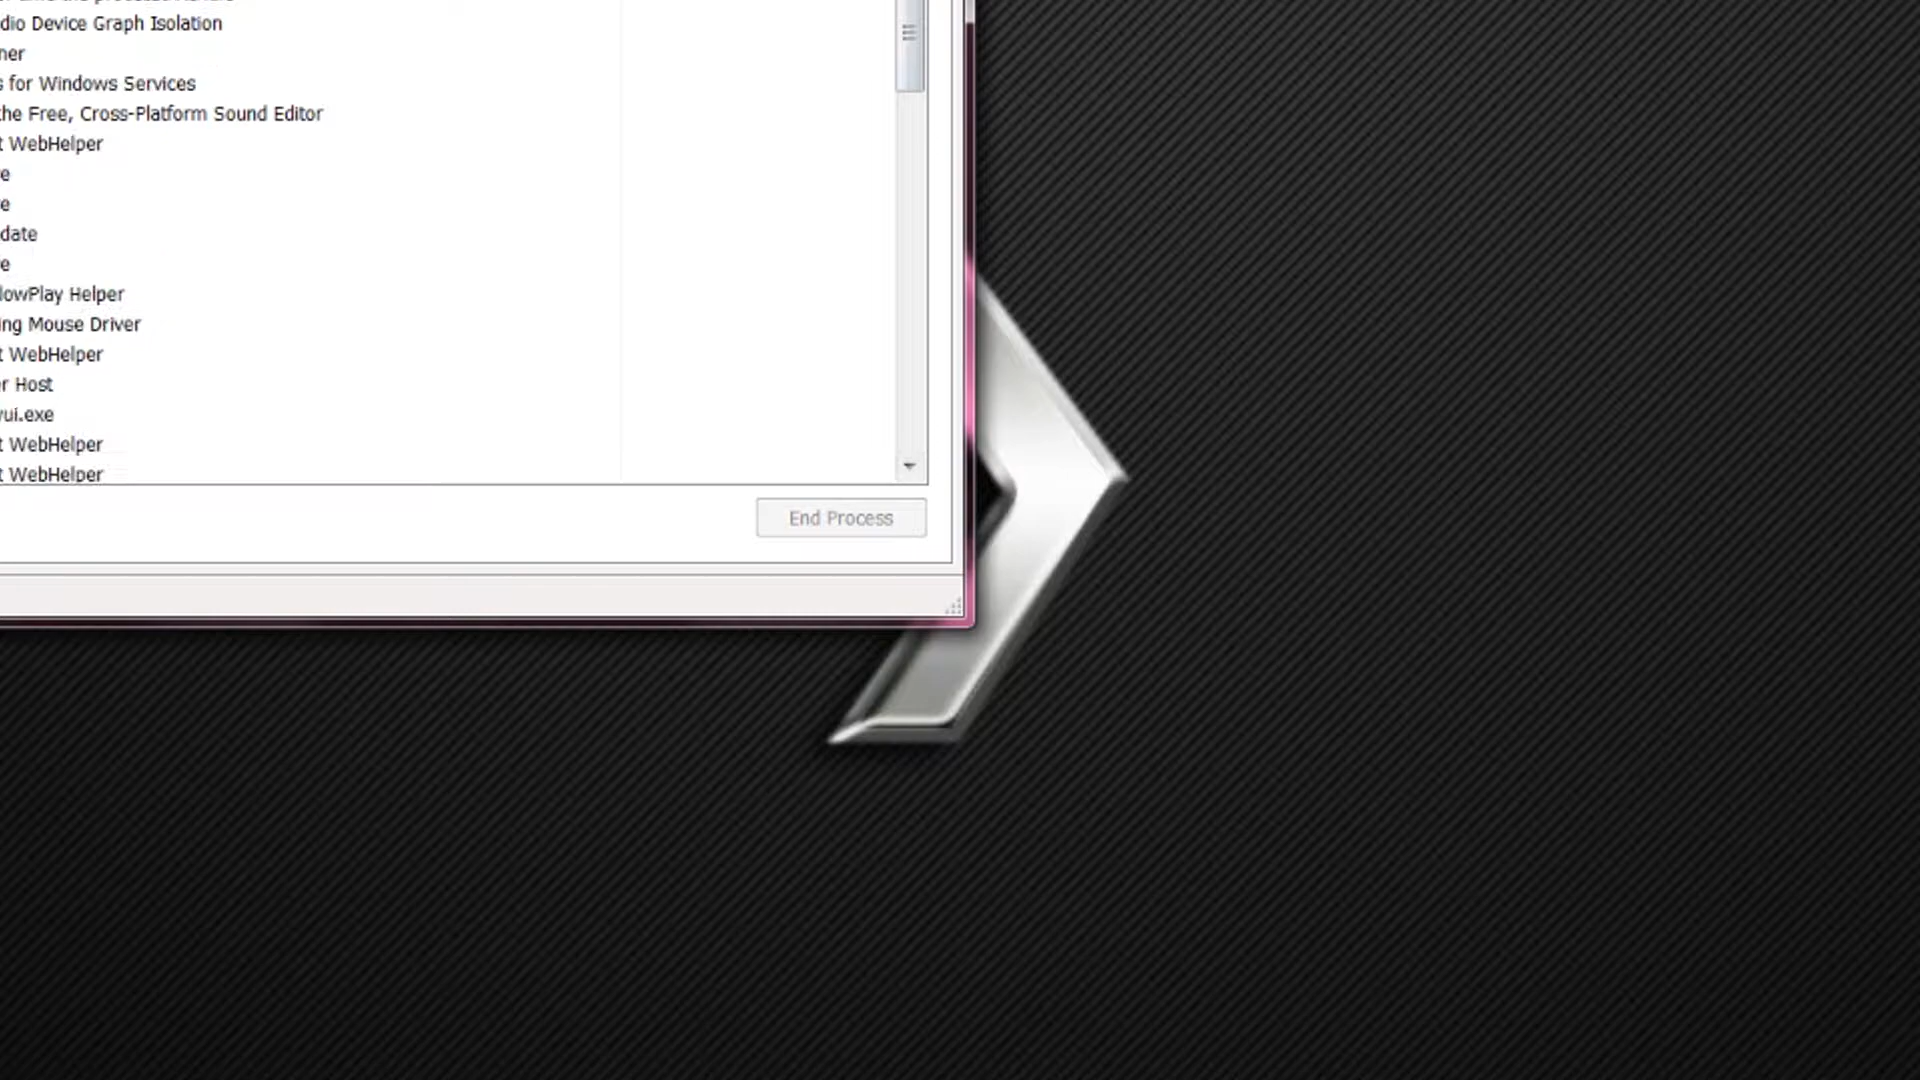 dio Device Graph Isolation
ner
s for Windows Services
the Free, Cross-Platform Sound Editor
t WebHelper
e
e
date
e
lowPlay Helper
ing Mouse Driver
t WebHelper
r Host
ui.exe
t WebHelper
t WebHelper
End Process